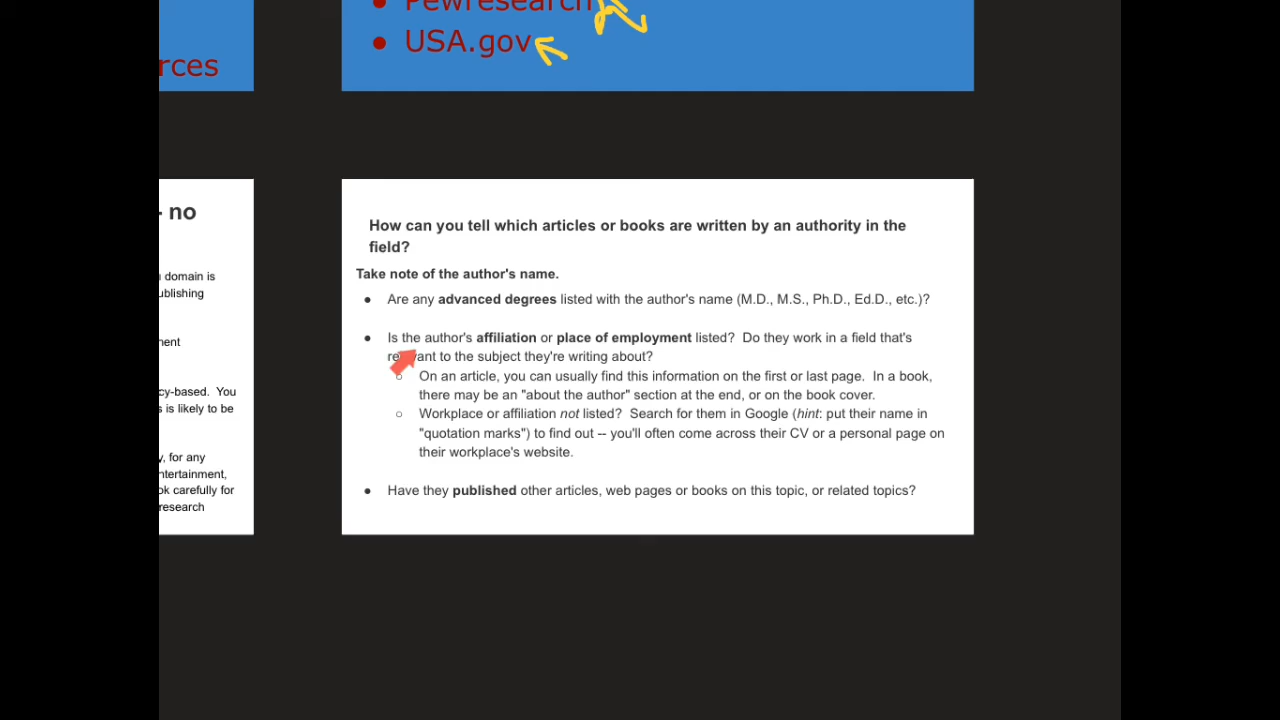 Pewresearch
USA.gov
rces
- no
domain is
ublishing
ment
cy-based. You
s is likely to be
y, for any
ntertainment,
ok carefully for
research
How can you tell which articles or books are written by an authority in the
field?
Take note of the author's name.
● Are any advanced degrees listed with the author's name (M.D., M.S., Ph.D., Ed.D., etc.)?
● Is the author's affiliation or place of employment listed? Do they work in a field that's
relevant to the subject they're writing about?
○ On an article, you can usually find this information on the first or last page. In a book,
there may be an "about the author" section at the end, or on the book cover.
○ Workplace or affiliation not listed? Search for them in Google (hint: put their name in
"quotation marks") to find out -- you'll often come across their CV or a personal page on
their workplace's website.
● Have they published other articles, web pages or books on this topic, or related topics?